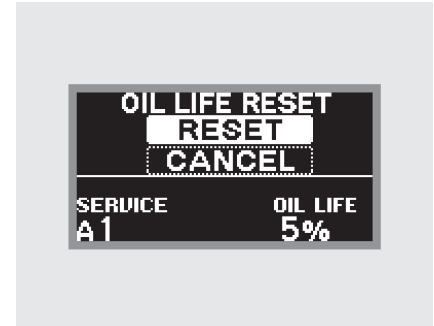 OIL LIFE RESET
RESET
CANCEL
SERVICE OIL LIFE
A1 5%